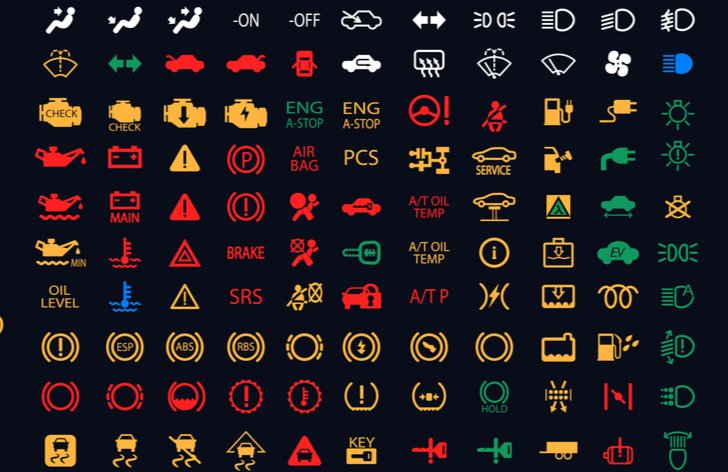 -ON
-OFF
CHECK
CHECK
ENG
A-STOP
ENG
A-STOP
AIR
BAG
PCS
SERVICE
MAIN
A/T OIL
TEMP
MIN
BRAKE
A/T OIL
TEMP
i
EV
OIL
LEVEL
SRS
A/T P
A
ESP
ABS
RBS
HOLD
KEY